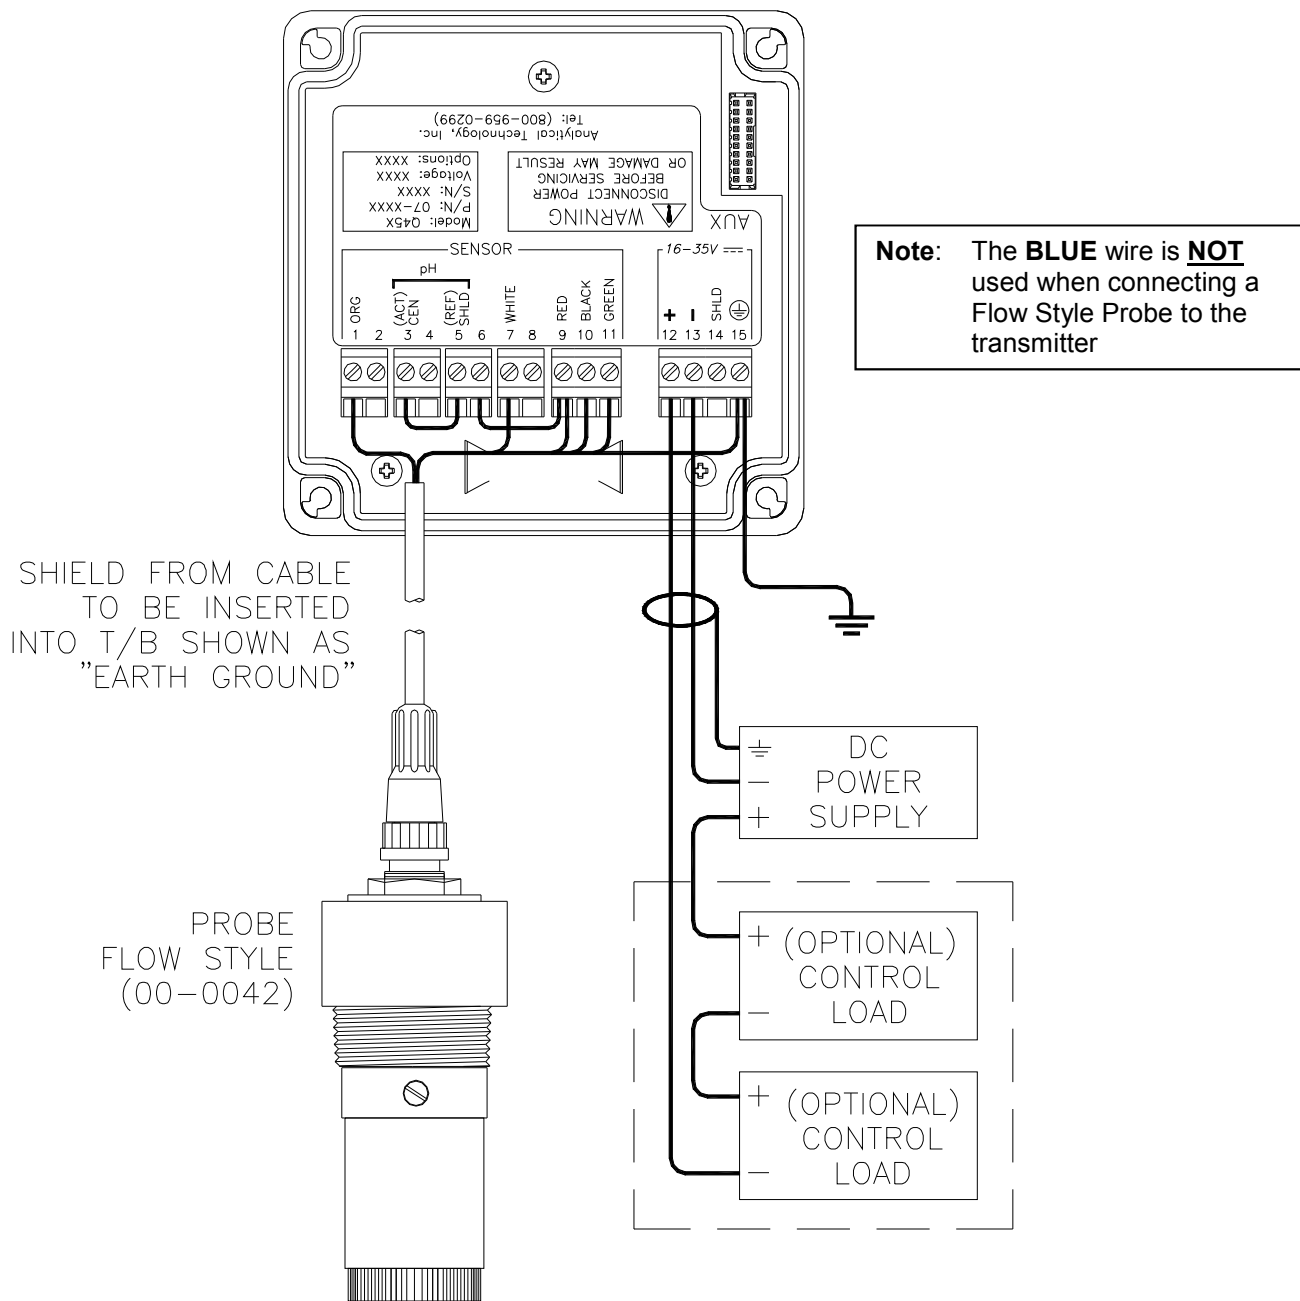 Tel: (800-959-0299)
Analytical Technology, Inc.
Options: XXXX
Voltage: XXXX
S/N: XXXX
P/N: 07-XXXX
Model: Q45X
OR DAMAGE MAY RESULT
BEFORE SERVICING
DISCONNECT POWER
WARNING
AUX
SENSOR
16-35V
pH
ORG
(ACT)
CEN
(REF)
SHLD
WHITE
RED
BLACK
GREEN
+
-
SHLD
1 2 3 4 5 6 7 8 9 10 11 12 13 14 15
Note: The BLUE wire is NOT
used when connecting a
Flow Style Probe to the
transmitter
SHIELD FROM CABLE
TO BE INSERTED
INTO T/B SHOWN AS
"EARTH GROUND"
DC
POWER
SUPPLY
-
+
PROBE
FLOW STYLE
(00-0042)
+
(OPTIONAL)
CONTROL
LOAD
-
+
(OPTIONAL)
CONTROL
LOAD
-